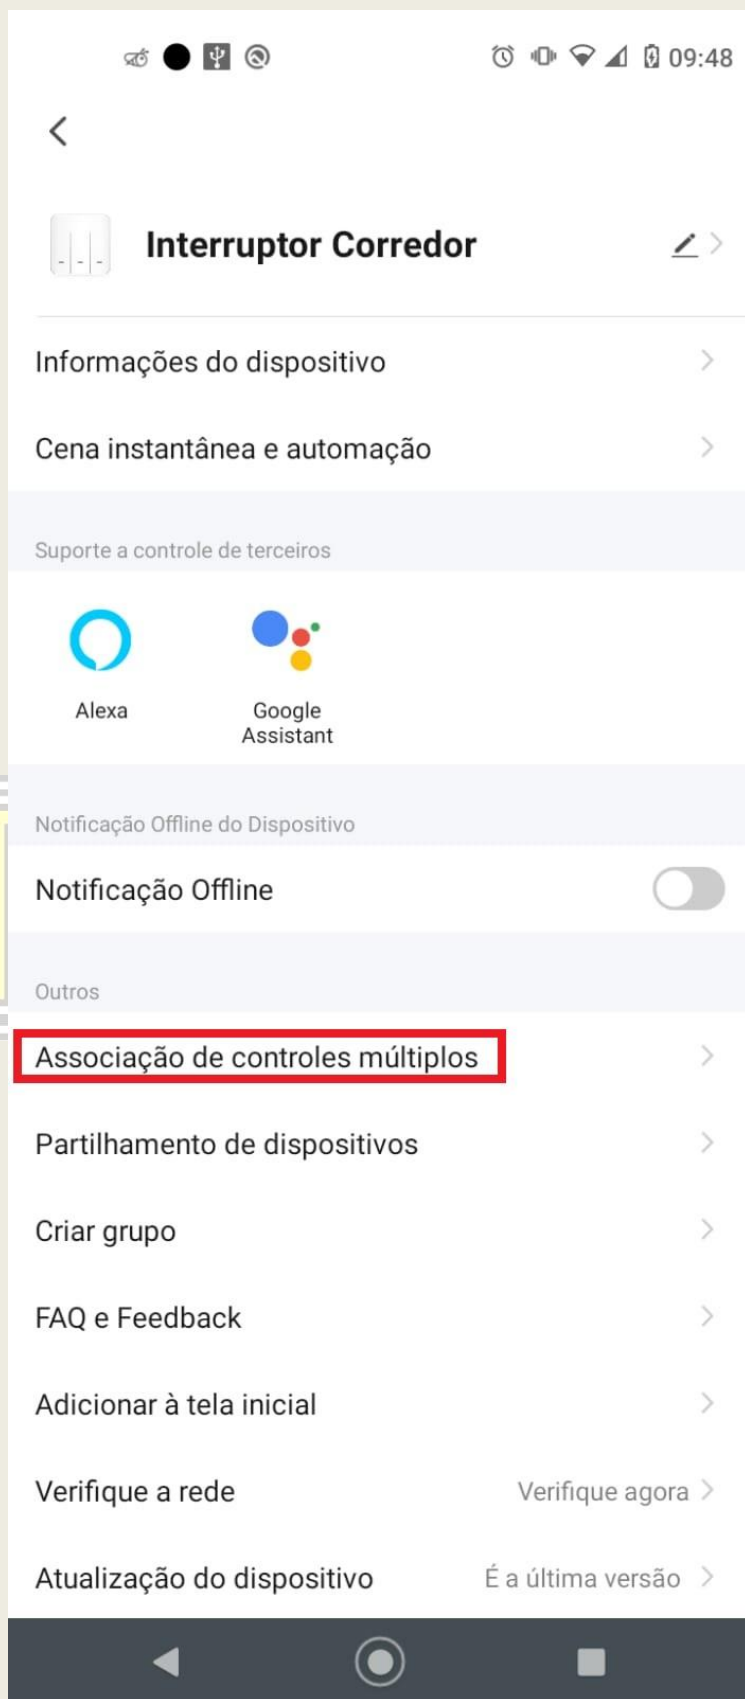 09:48
Interruptor Corredor
Informações do dispositivo
Cena instantânea e automação
Suporte a controle de terceiros
Alexa
Google
Assistant
Notificação Offline do Dispositivo
Notificação Offline
Outros
Associação de controles múltiplos
Partilhamento de dispositivos
Criar grupo
FAQ e Feedback
Adicionar à tela inicial
Verifique a rede Verifique agora
Atualização do dispositivo É a última versão